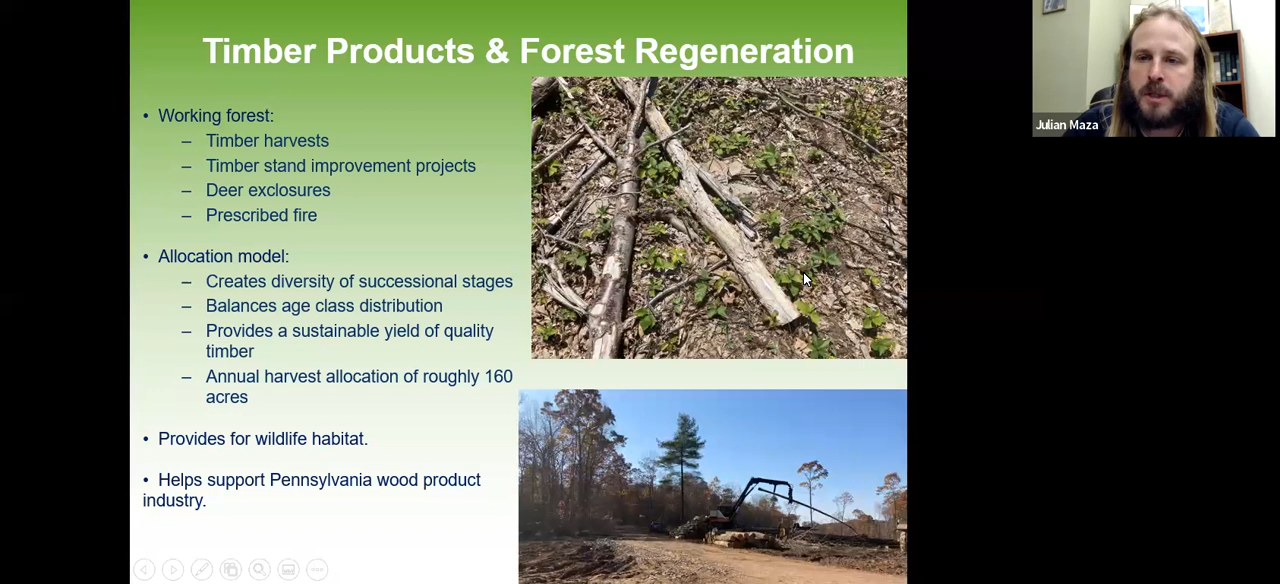 Timber Products & Forest Regeneration
• Working forest:
– Timber harvests
– Timber stand improvement projects
– Deer exclosures
– Prescribed fire
• Allocation model:
– Creates diversity of successional stages
– Balances age class distribution
– Provides a sustainable yield of quality
timber
– Annual harvest allocation of roughly 160
acres
• Provides for wildlife habitat.
• Helps support Pennsylvania wood product
industry.
Julian Maza